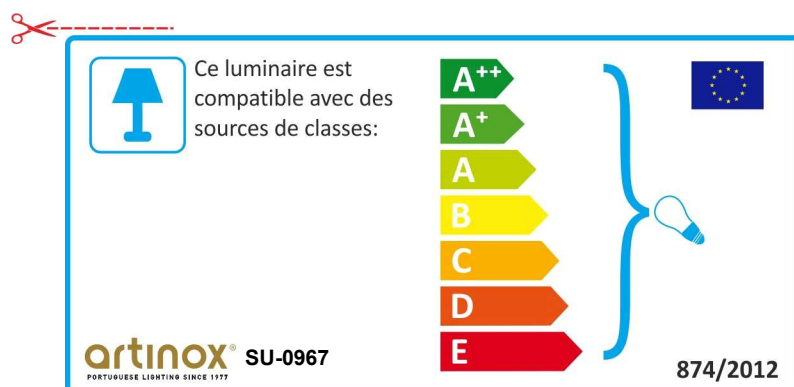 Ce luminaire est
compatible avec des
sources de classes:
A++
A+
A
B
C
D
E
artinox® SU-0967
PORTUGUESE LIGHTING SINCE 1977
874/2012